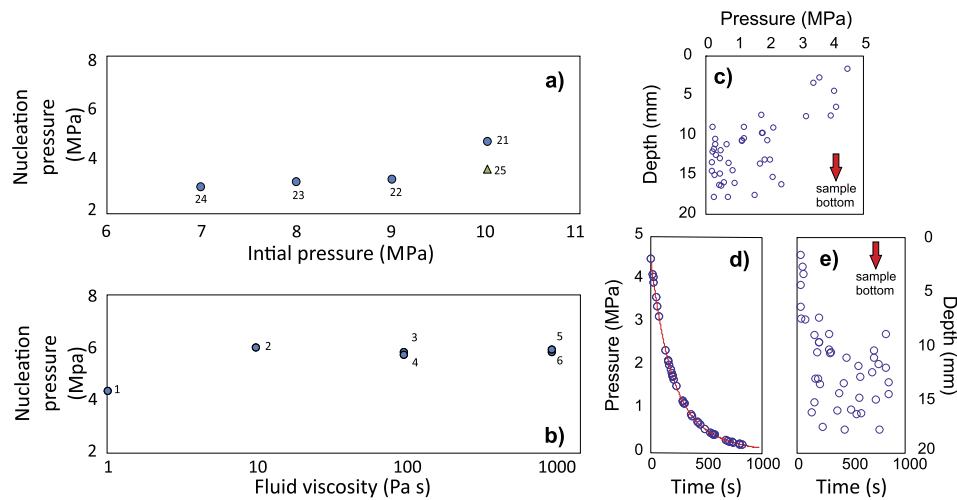 Nucleation
pressure
(MPa)
8
6
4
2
a)
24
23
22
21
25
6 7 8 9 10 11
Intial pressure (MPa)
Nucleation
pressure
(Mpa)
8
6
4
2
b)
1
2
3
4
5
6
1 10 100 1000
Fluid viscosity (Pa s)
Pressure (MPa)
0 1 2 3 4 5
c)
Depth (mm)
0
5
10
15
20
sample
bottom
Pressure (MPa)
5
4
3
2
1
0
d)
0 500 1000
Time (s)
e)
sample
bottom
0
5
10
15
20
Depth (mm)
0 500 1000
Time (s)